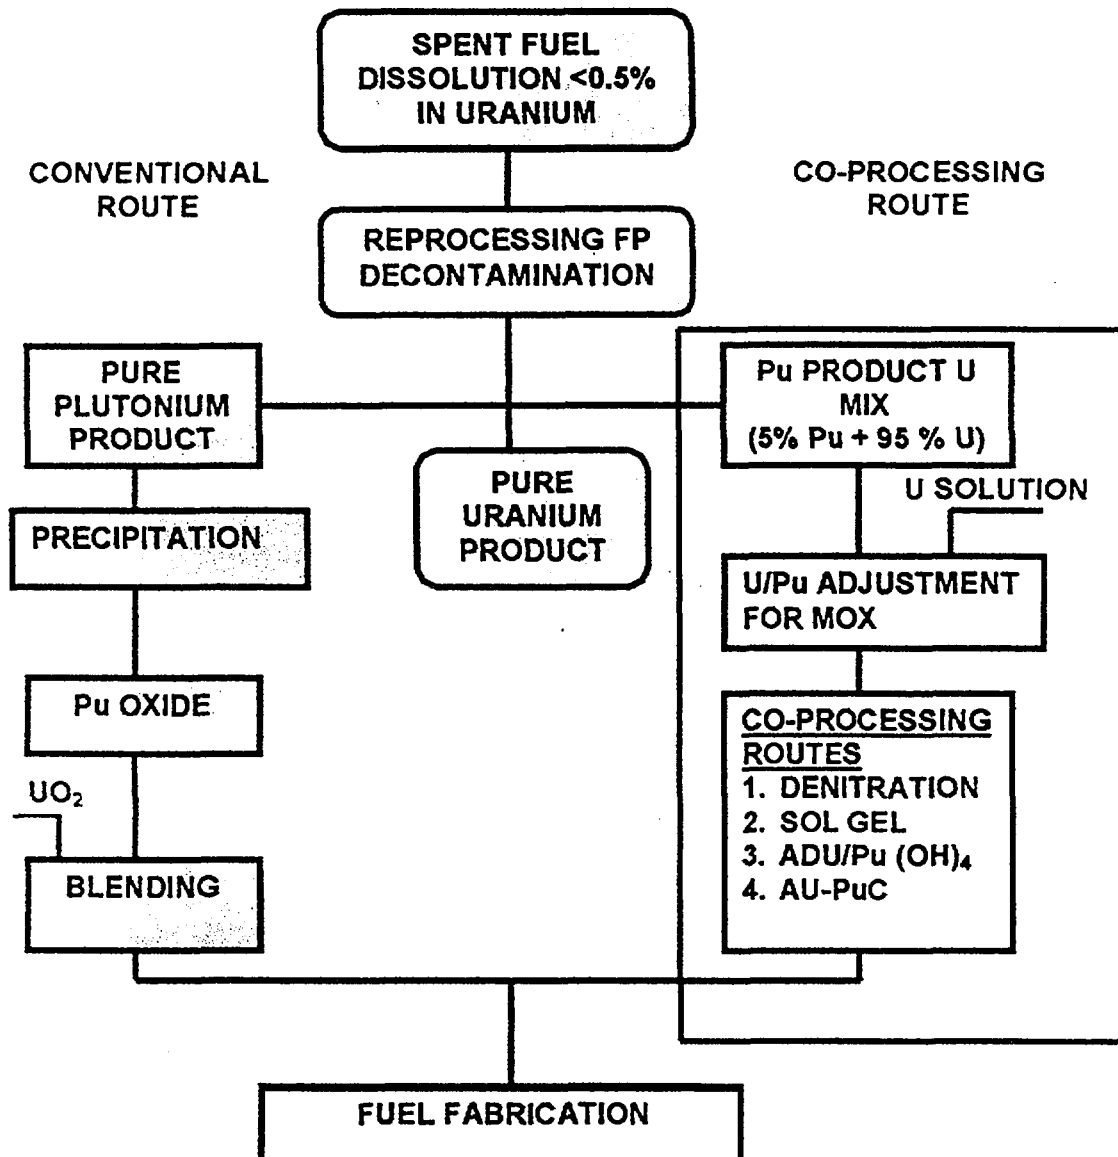 SPENT FUEL
DISSOLUTION <0.5%
IN URANIUM
CONVENTIONAL
ROUTE
CO-PROCESSING
ROUTE
REPROCESSING FP
DECONTAMINATION
PURE
PLUTONIUM
PRODUCT
Pu PRODUCT U
MIX
(5% Pu + 95 % U)
PURE
URANIUM
PRODUCT
U SOLUTION
PRECIPITATION
U/Pu ADJUSTMENT
FOR MOX
Pu OXIDE
CO-PROCESSING
ROUTES
1. DENITRATION
2. SOL GEL
3. ADU/Pu (OH)₄
4. AU-PuC
UO₂
BLENDING
FUEL FABRICATION